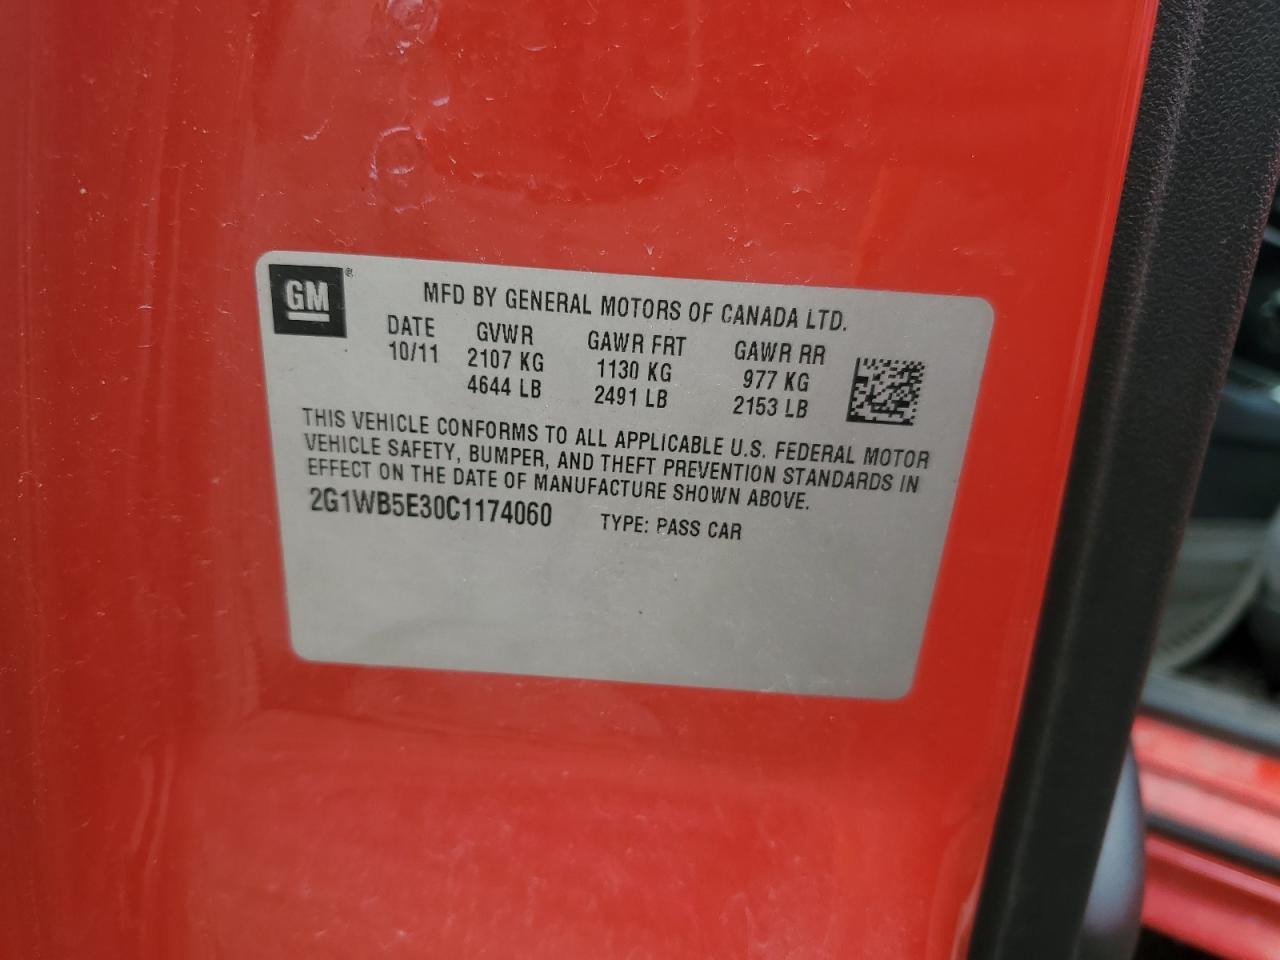 GM®
MFD BY GENERAL MOTORS OF CANADA LTD.
DATE GVWR GAWR FRT GAWR RR
10/11 2107 KG 1130 KG 977 KG
4644 LB 2491 LB 2153 LB
THIS VEHICLE CONFORMS TO ALL APPLICABLE U.S. FEDERAL MOTOR
VEHICLE SAFETY, BUMPER, AND THEFT PREVENTION STANDARDS IN
EFFECT ON THE DATE OF MANUFACTURE SHOWN ABOVE.
2G1WB5E30C1174060 TYPE: PASS CAR